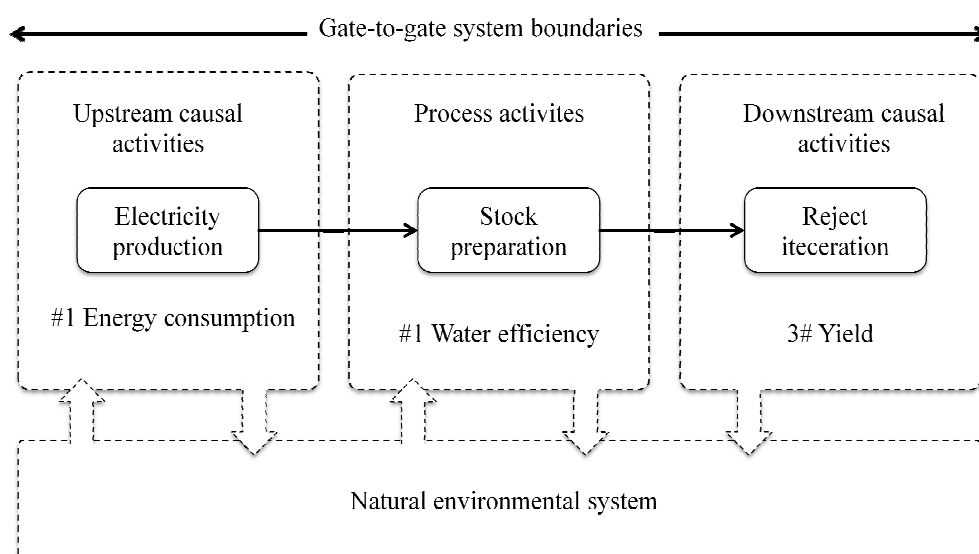 Gate-to-gate system boundaries
Upstream causal
activities
Electricity
production
#1 Energy consumption
Process activites
Stock
preparation
#1 Water efficiency
Downstream causal
activities
Reject
iteceration
3# Yield
Natural environmental system